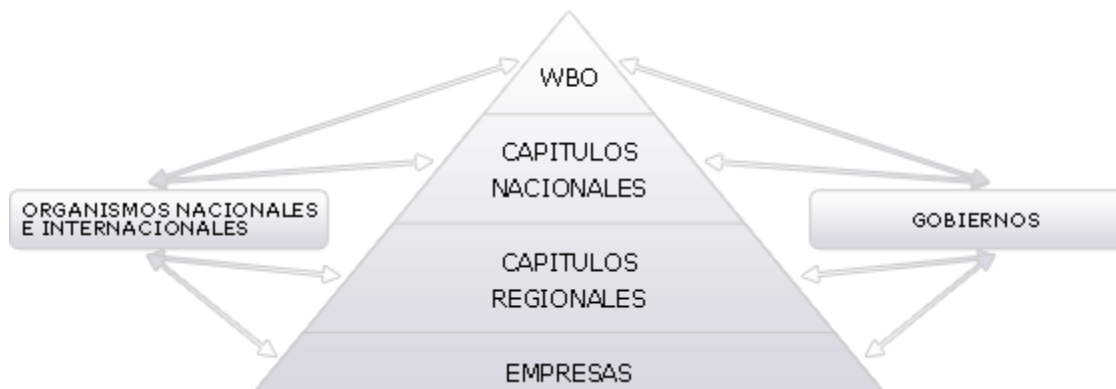 WBO
CAPITULOS
NACIONALES
ORGANISMOS NACIONALES
E INTERNACIONALES
GOBIERNOS
CAPITULOS
REGIONALES
EMPRESAS